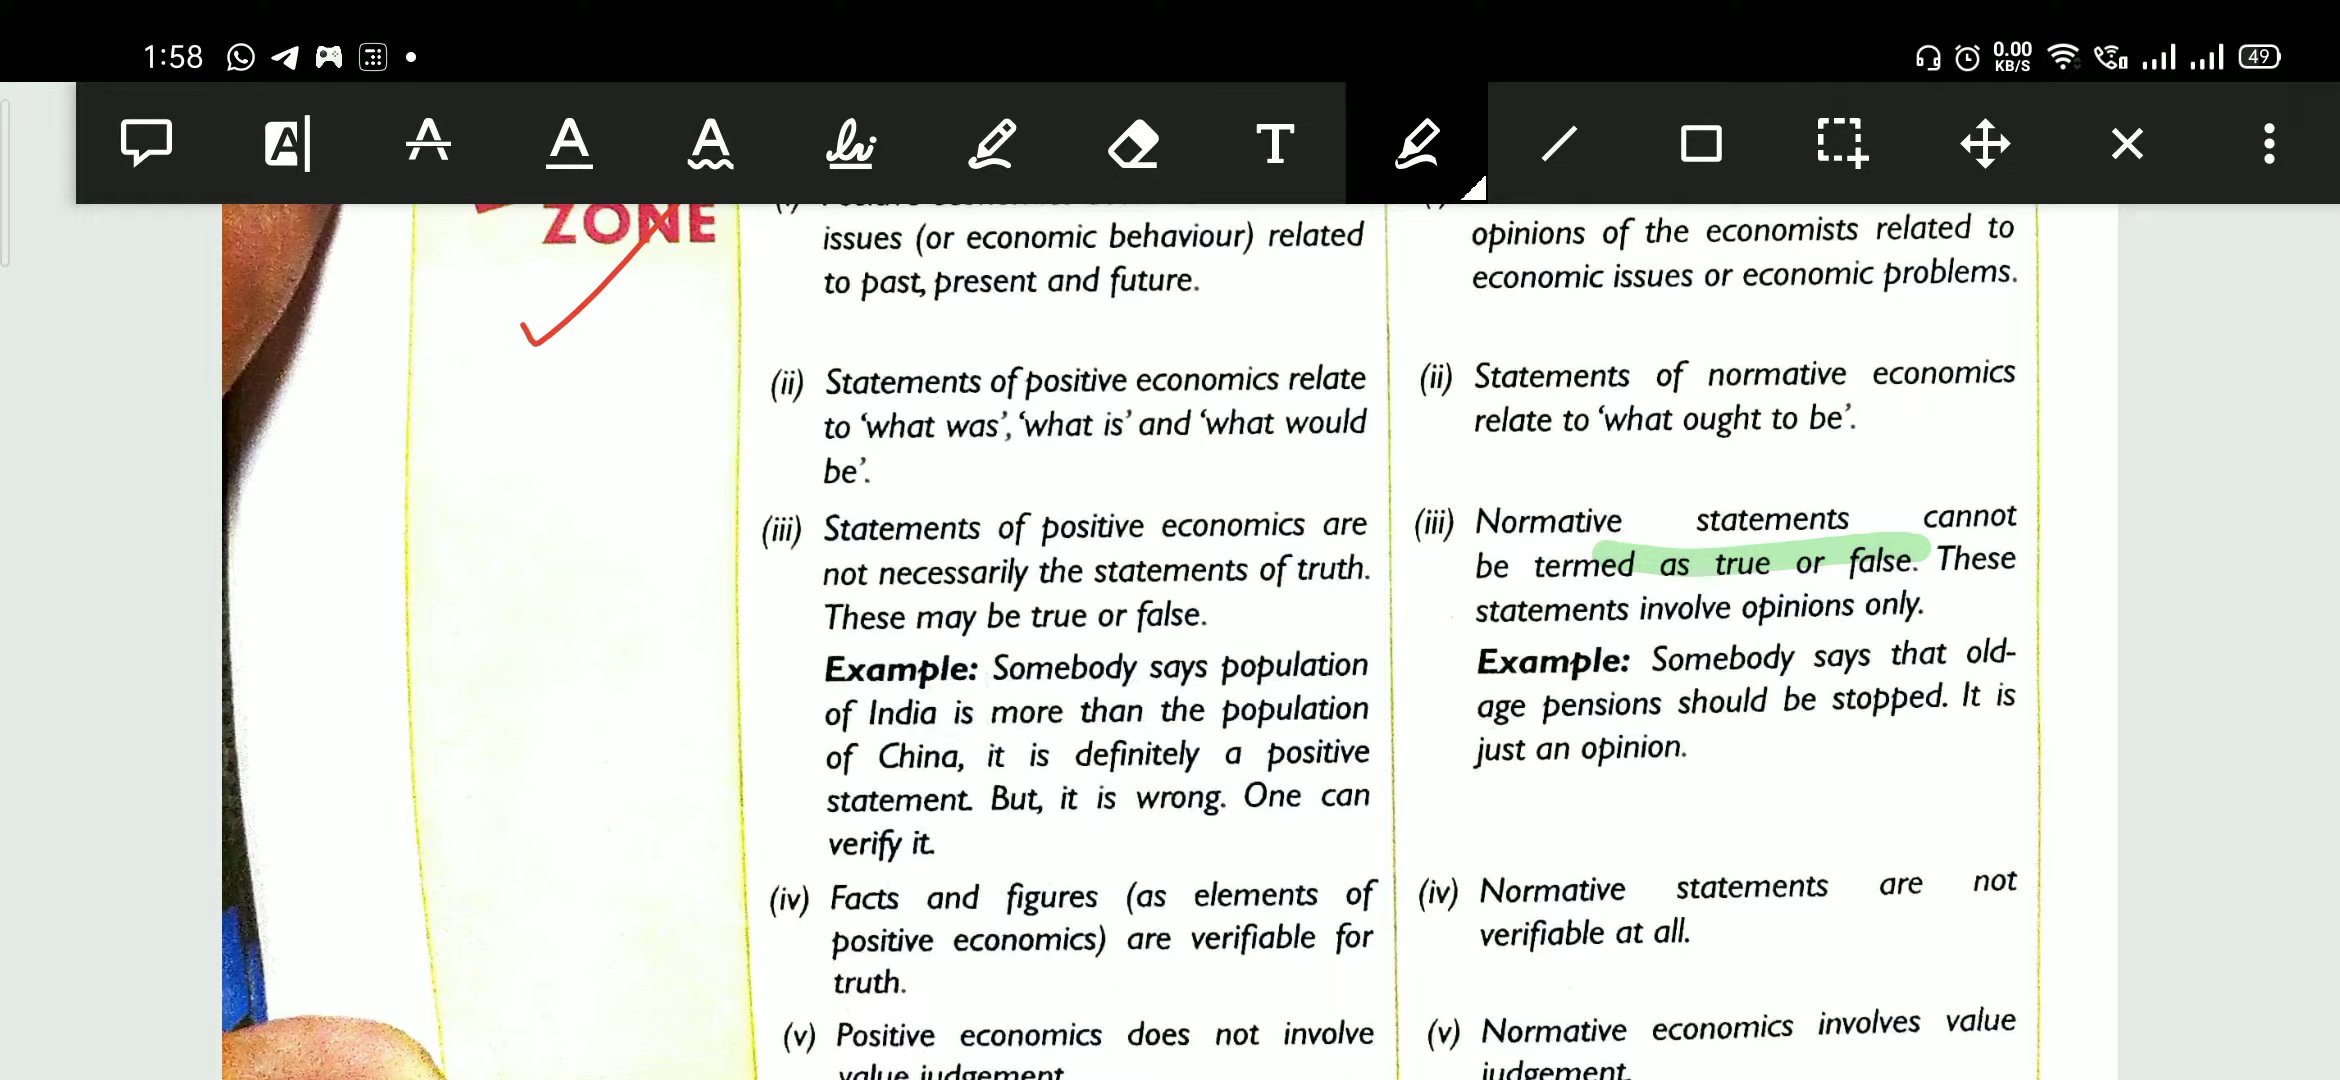 1:58
0.00
KB/S
49
ZONE
issues (or economic behaviour) related
to past, present and future.
(ii) Statements of positive economics relate
to ‘what was’, ‘what is’ and ‘what would
be’.
(iii) Statements of positive economics are
not necessarily the statements of truth.
These may be true or false.
Example: Somebody says population
of India is more than the population
of China, it is definitely a positive
statement. But, it is wrong. One can
verify it.
(iv) Facts and figures (as elements of
positive economics) are verifiable for
truth.
(v) Positive economics does not involve
value judgement.
opinions of the economists related to
economic issues or economic problems.
(ii) Statements of normative economics
relate to ‘what ought to be’.
(iii) Normative statements cannot
be termed as true or false. These
statements involve opinions only.
Example: Somebody says that old-
age pensions should be stopped. It is
just an opinion.
(iv) Normative statements are not
verifiable at all.
(v) Normative economics involves value
judgement.